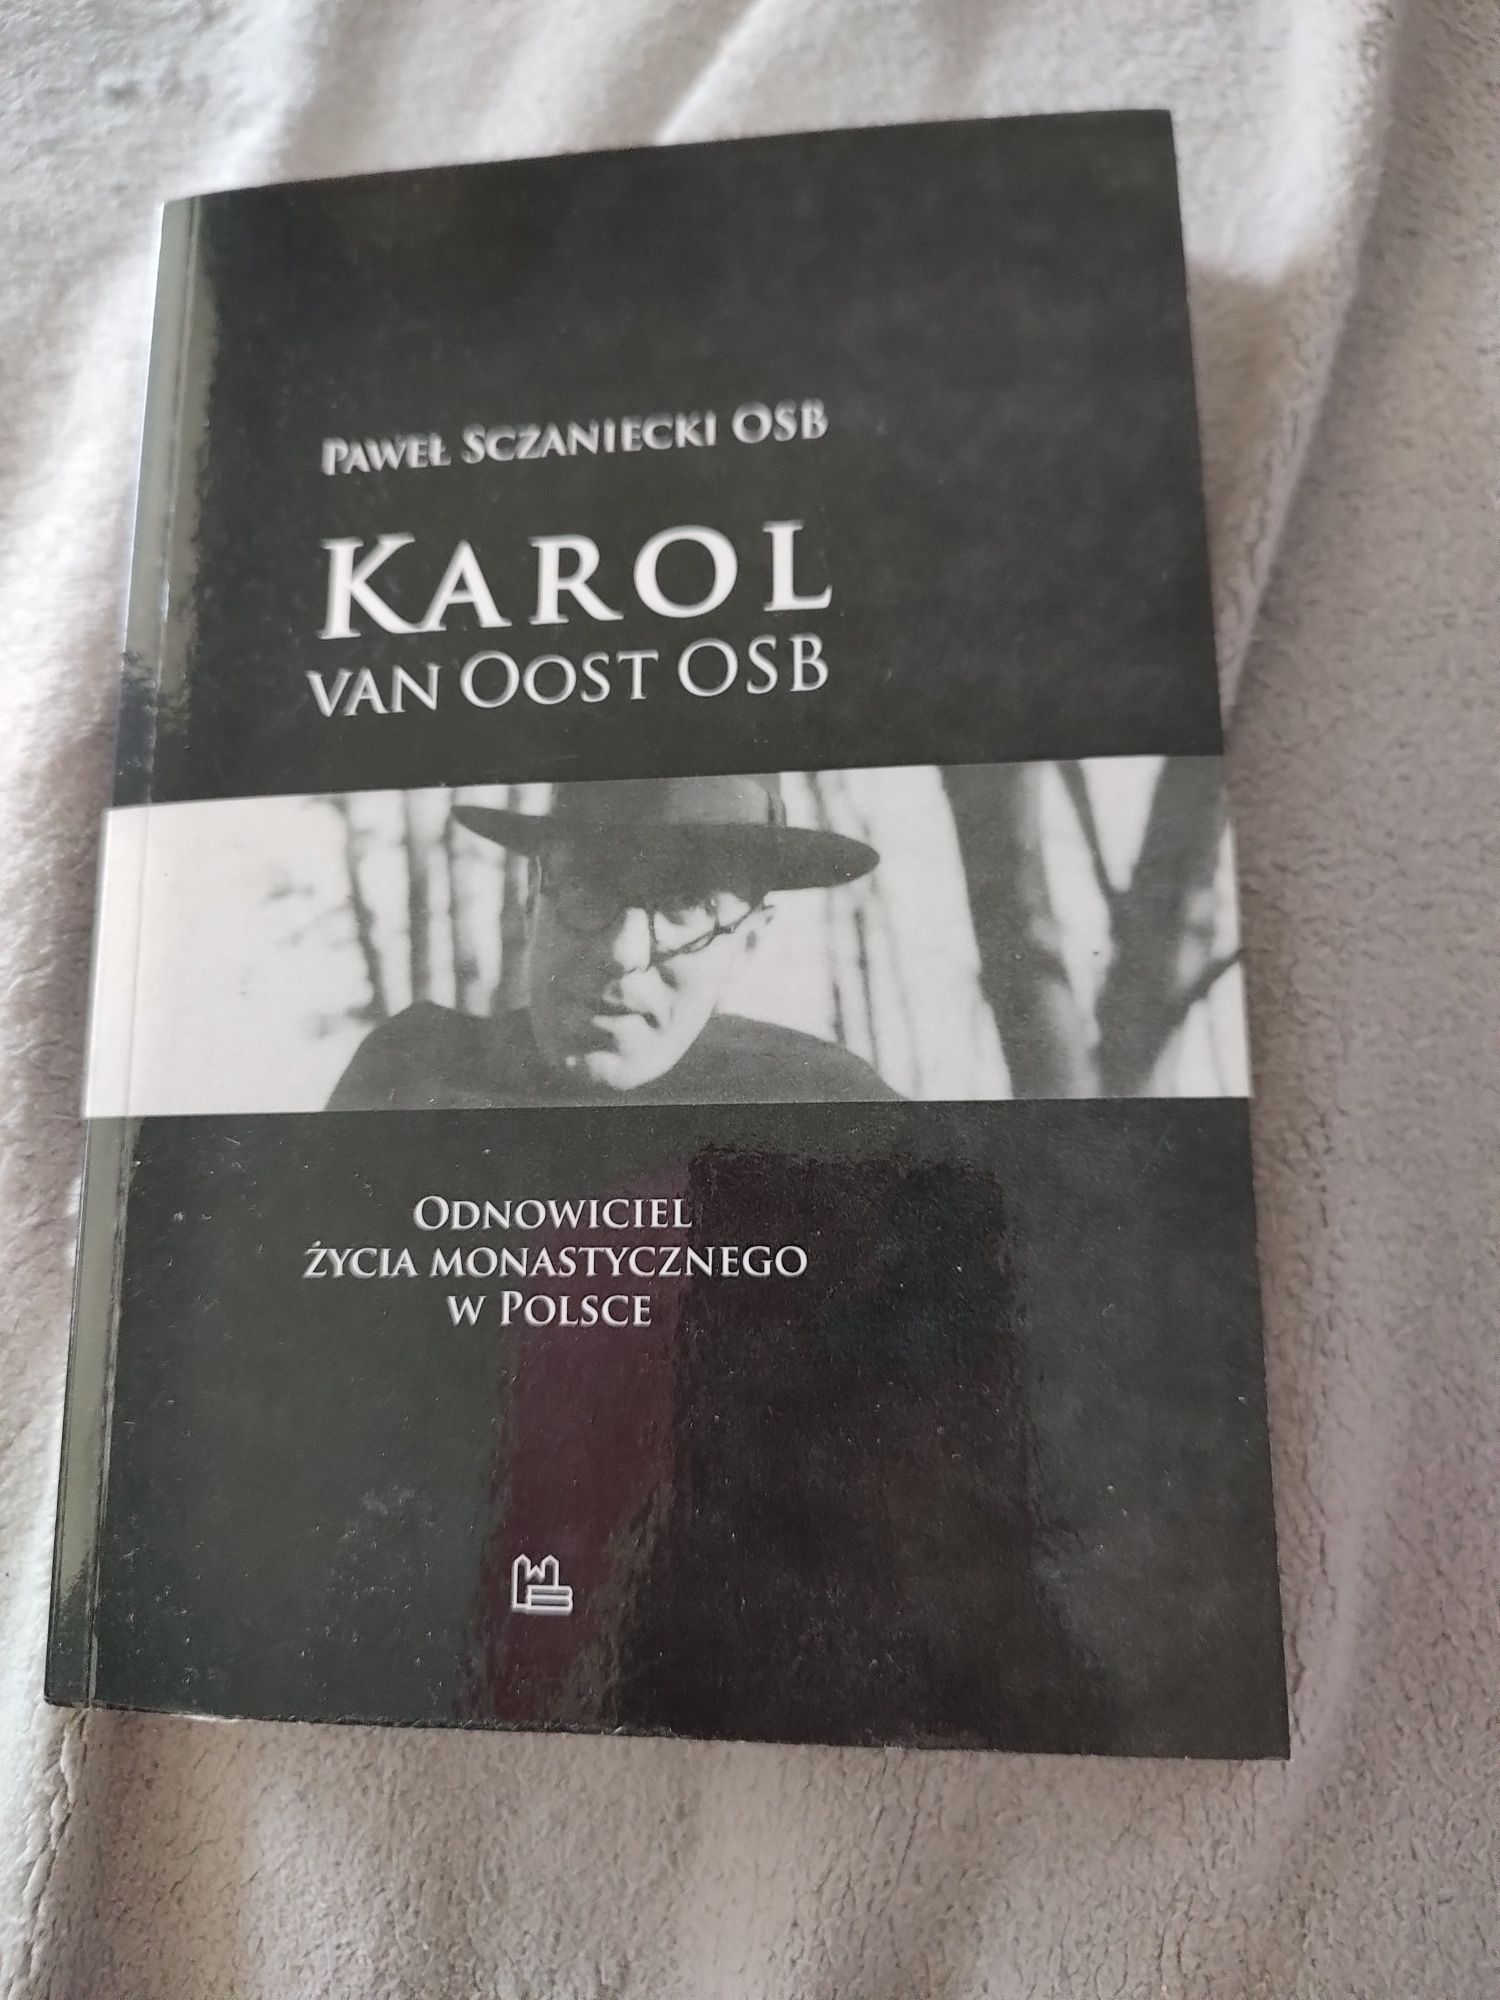 Paweł Sczaniecki OSB
Karol
van Oost OSB
Odnowiciel
życia monastycznego
w Polsce